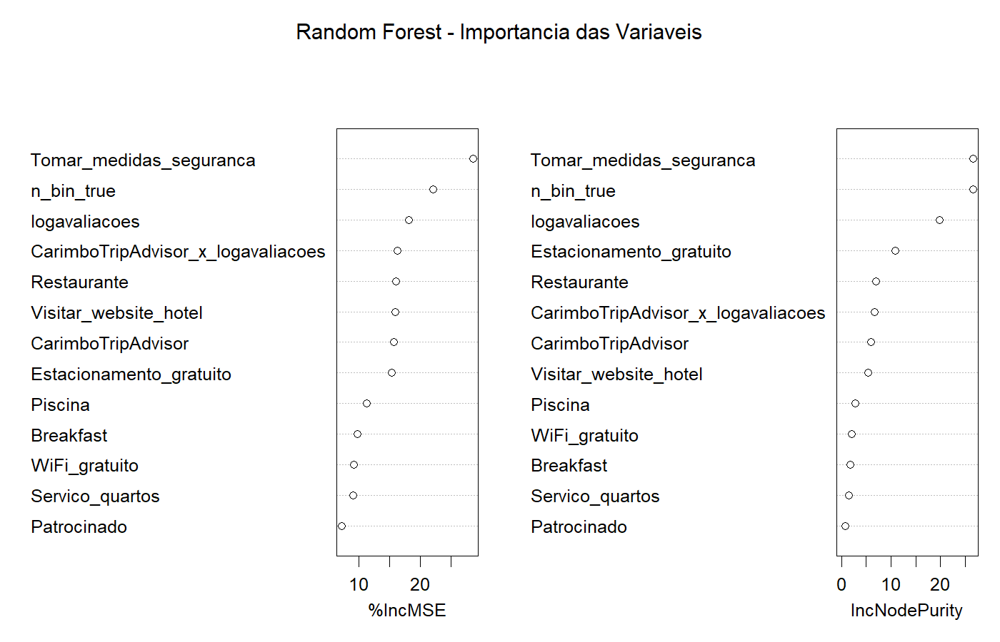 Random Forest - Importancia das Variaveis
Tomar_medidas_seguranca
n_bin_true
logavaliacoes
CarimboTripAdvisor_x_logavaliacoes
Restaurante
Visitar_website_hotel
CarimboTripAdvisor
Estacionamento_gratuito
Piscina
Breakfast
WiFi_gratuito
Servico_quartos
Patrocinado
10 20
%IncMSE
Tomar_medidas_seguranca
n_bin_true
logavaliacoes
Estacionamento_gratuito
Restaurante
CarimboTripAdvisor_x_logavaliacoes
CarimboTripAdvisor
Visitar_website_hotel
Piscina
WiFi_gratuito
Breakfast
Servico_quartos
Patrocinado
0 10 20
IncNodePurity